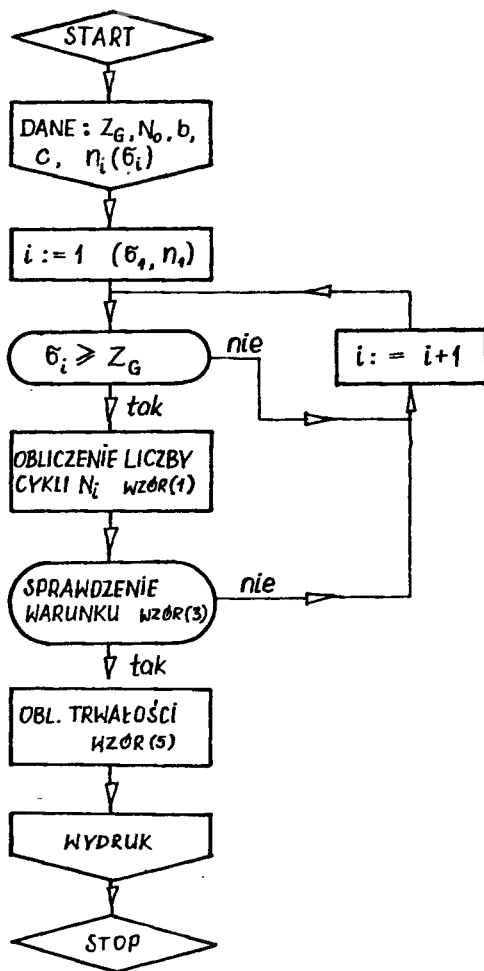 START
DANE : Z_G, N_o, b,
c, n_i(σ_i)
i := 1 (σ_1, n_1)
σ_i ⩾ Z_G
nie
i := i+1
tak
OBLICZENIE LICZBY
CYKLI N_i WZÓR(1)
SPRAWDZENIE
WARUNKU WZÓR(3)
nie
tak
OBL. TRWAŁOŚCI
WZÓR(5)
WYDRUK
STOP